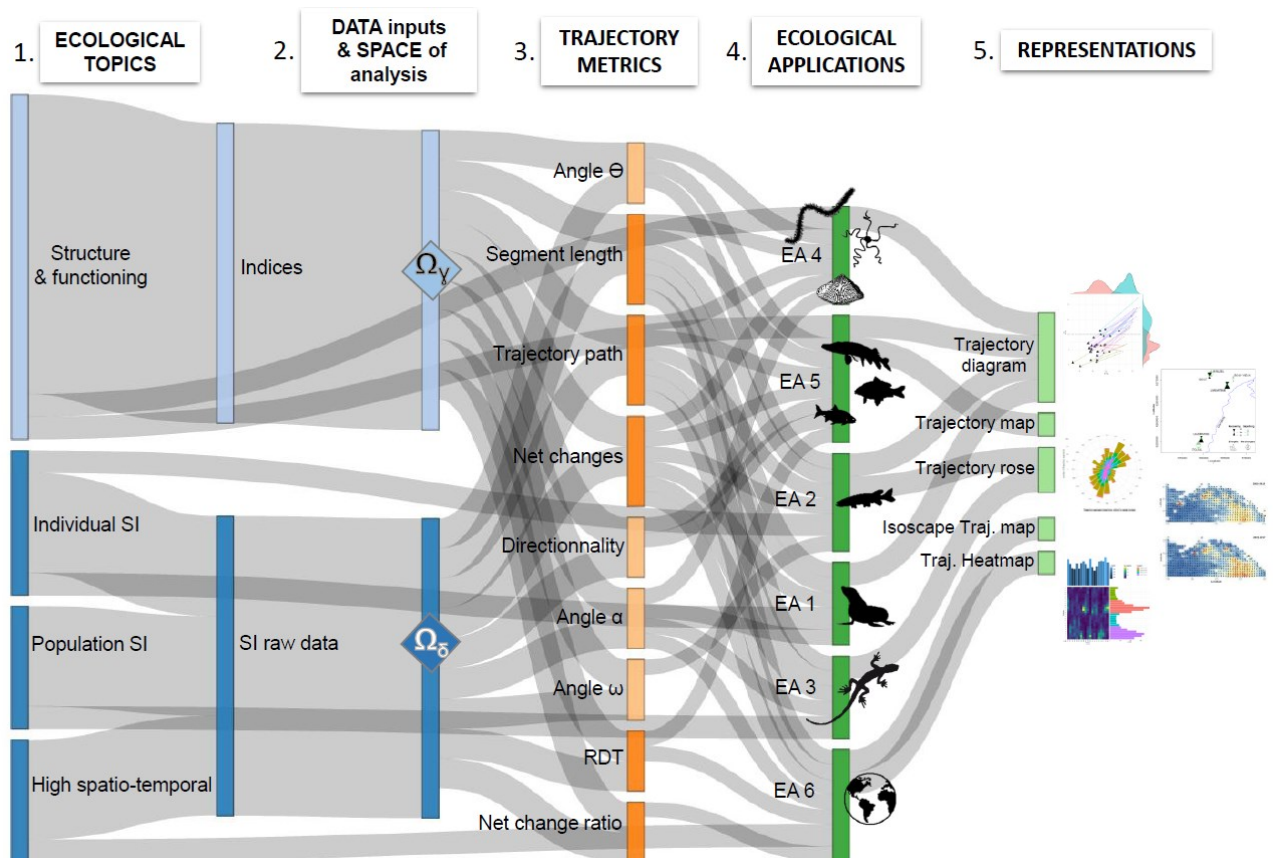 1. ECOLOGICAL
TOPICS
2. DATA inputs
& SPACE of
analysis
3. TRAJECTORY
METRICS
4. ECOLOGICAL
APPLICATIONS
5. REPRESENTATIONS
Structure
& functioning
Individual SI
Population SI
High spatio-temporal
Indices
SI raw data
Ωɣ
Ωδ
Angle Ɵ
Segment length
Trajectory path
Net changes
Directionnality
Angle α
Angle ω
RDT
Net change ratio
EA 4
EA 5
EA 2
EA 1
EA 3
EA 6
Trajectory
diagram
Trajectory map
Trajectory rose
Isoscape Traj. map
Traj. Heatmap